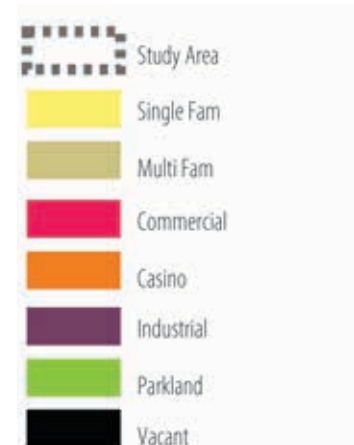 Study Area
Single Fam
Multi Fam
Commercial
Casino
Industrial
Parkland
Vacant